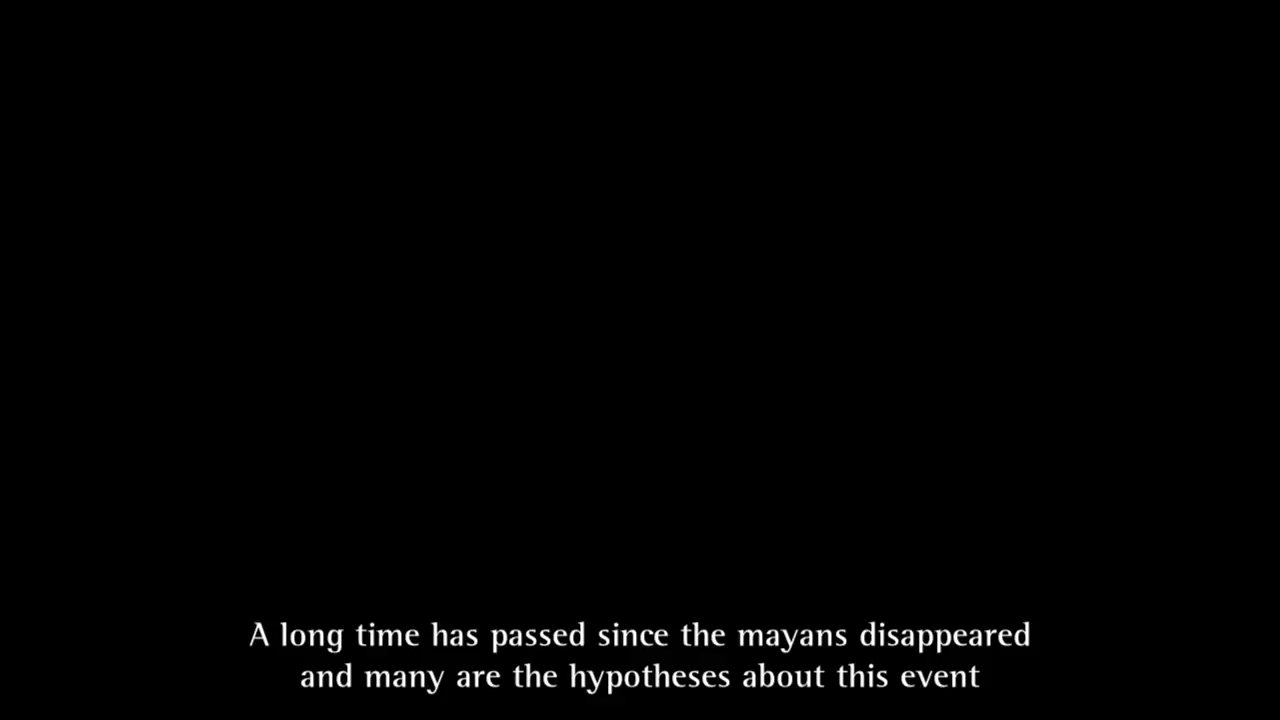 A long time has passed since the mayans disappeared
and many are the hypotheses about this event